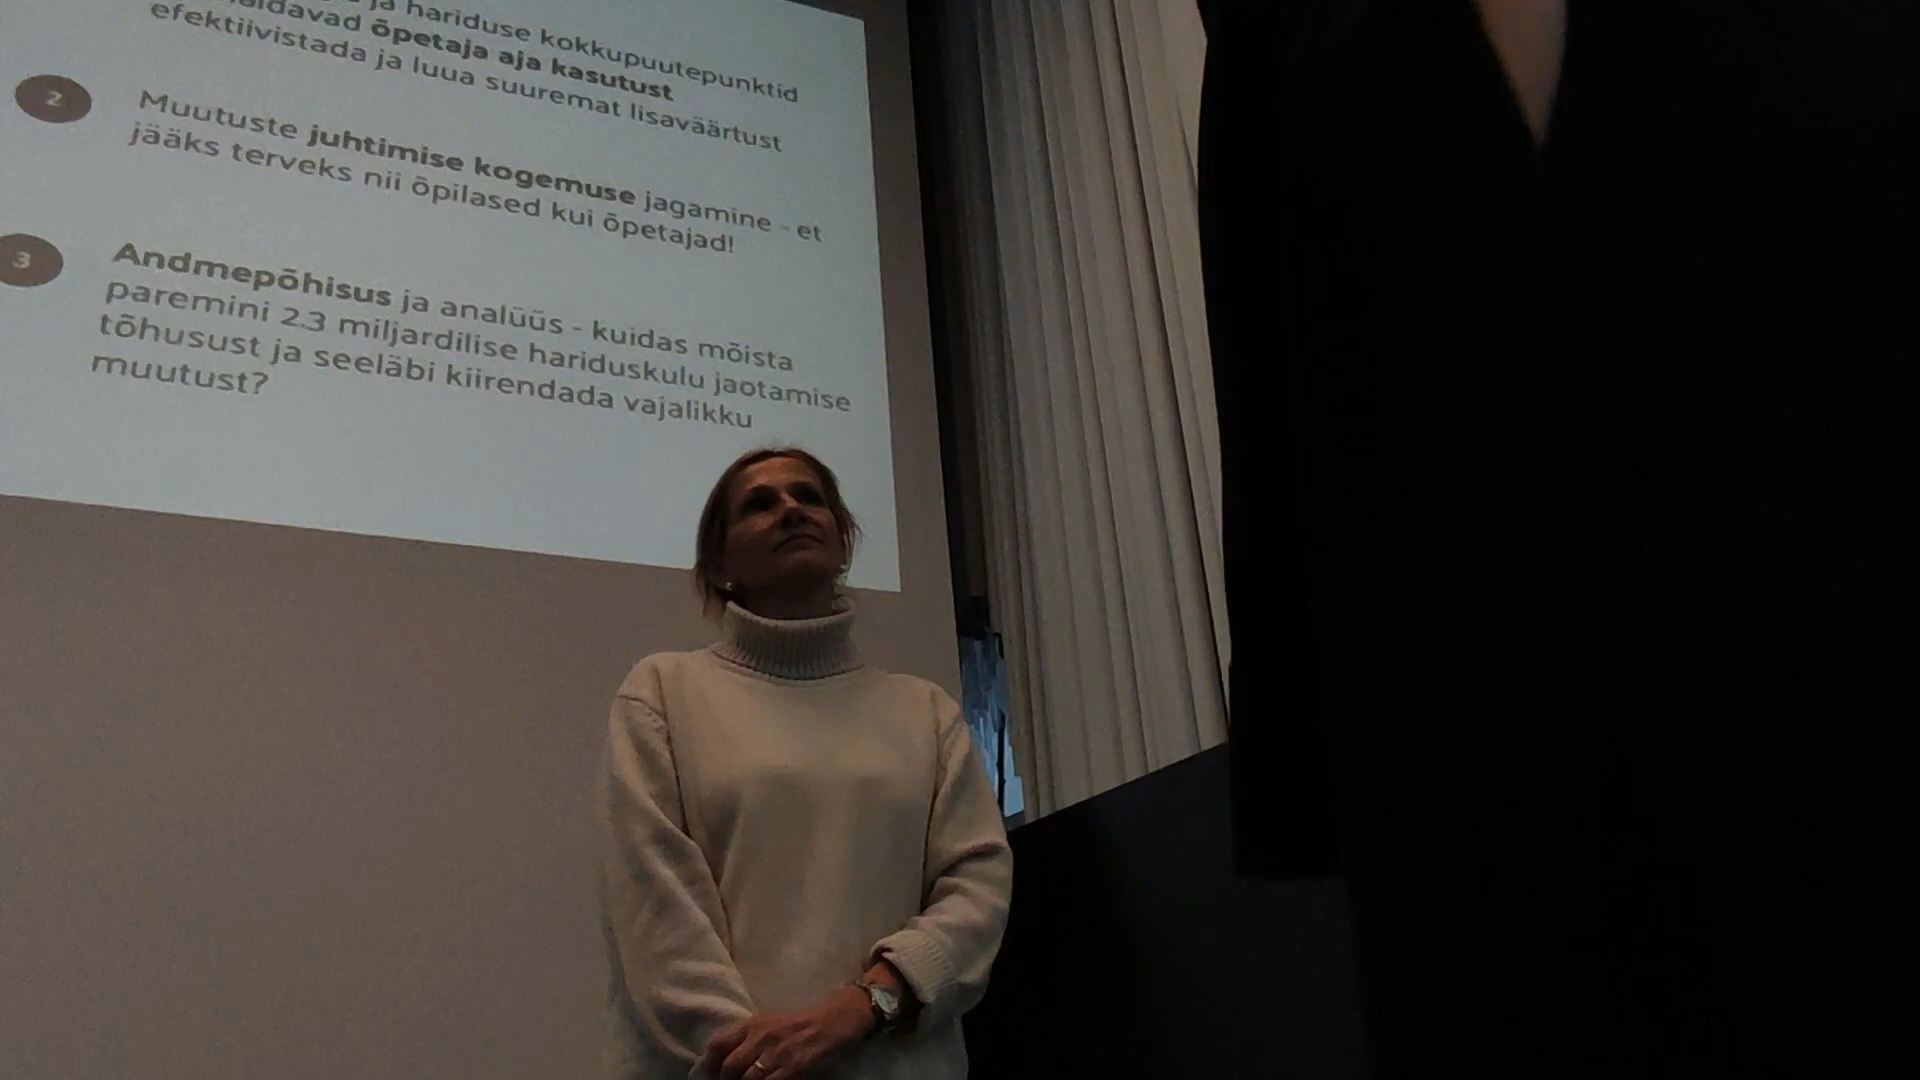 ja hariduse kokkupuutepunktid
õpetaja aja kasutust
efektiivistada ja luua suuremat lisaväärtust
2
Muutuste juhtimise kogemuse jagamine - et
jääks terveks nii õpilased kui õpetajad!
3
Andmepõhisus ja analüüs - kuidas mõista
paremini 2.3 miljardilise hariduskulu jaotamise
tõhusust ja seeläbi kiirendada vajalikku
muutust?